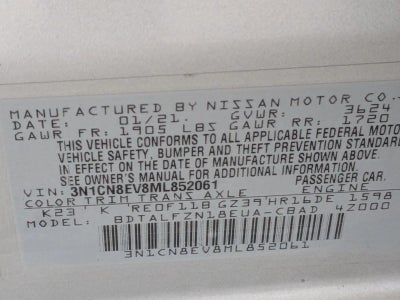 MANUFACTURED BY NISSAN MOTOR CO.,
DATE: 01/21. GVWR: 3624
GAWR FR: 1905 LBS GAWR RR: 1720
THIS VEHICLE CONFORMS TO ALL APPLICABLE FEDERAL MOTO
VEHICLE SAFETY, BUMPER AND THEFT PREVENTION STANDARD
IN EFFECT ON THE DATE OF MANUFACTURE SHOWN ABOVE.
SEE OWNER'S MANUAL FOR ADDITIONAL INFORMATION.
VIN: 3N1CN8EV8ML852061 PASSENGER CAR.
COLOR TRIM TRANS AXLE ENGINE
K23 K RE0F11B GZ39 HR16DE 1598
MODEL: BDTALFZN18EUA-CBAD 4Z000
3N1CN8EV8ML852061